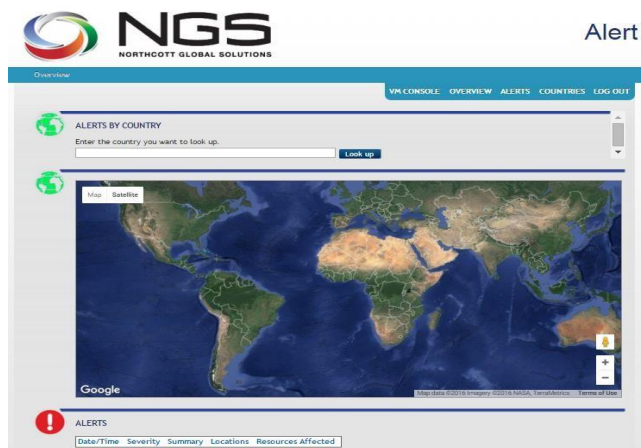 NGS
NORTHCOTT GLOBAL SOLUTIONS
Alert
Overview
VM CONSOLE OVERVIEW ALERTS COUNTRIES LOG OUT
ALERTS BY COUNTRY
Enter the country you want to look up.
Look up
Map Satellite
Google
Map data ©2016 Imagery ©2016 NASA, TerraMetrics Terms of Use
ALERTS
Date/Time Severity Summary Locations Resources Affected